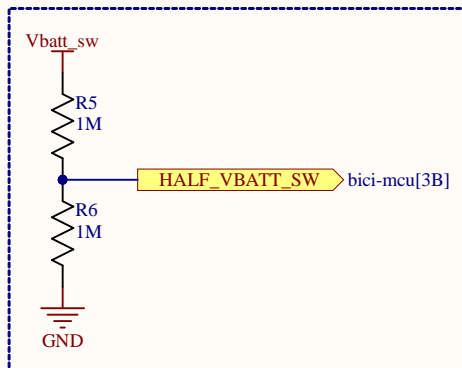 Vbatt_sw
R5
1M
HALF_VBATT_SW bici-mcu[3B]
R6
1M
GND